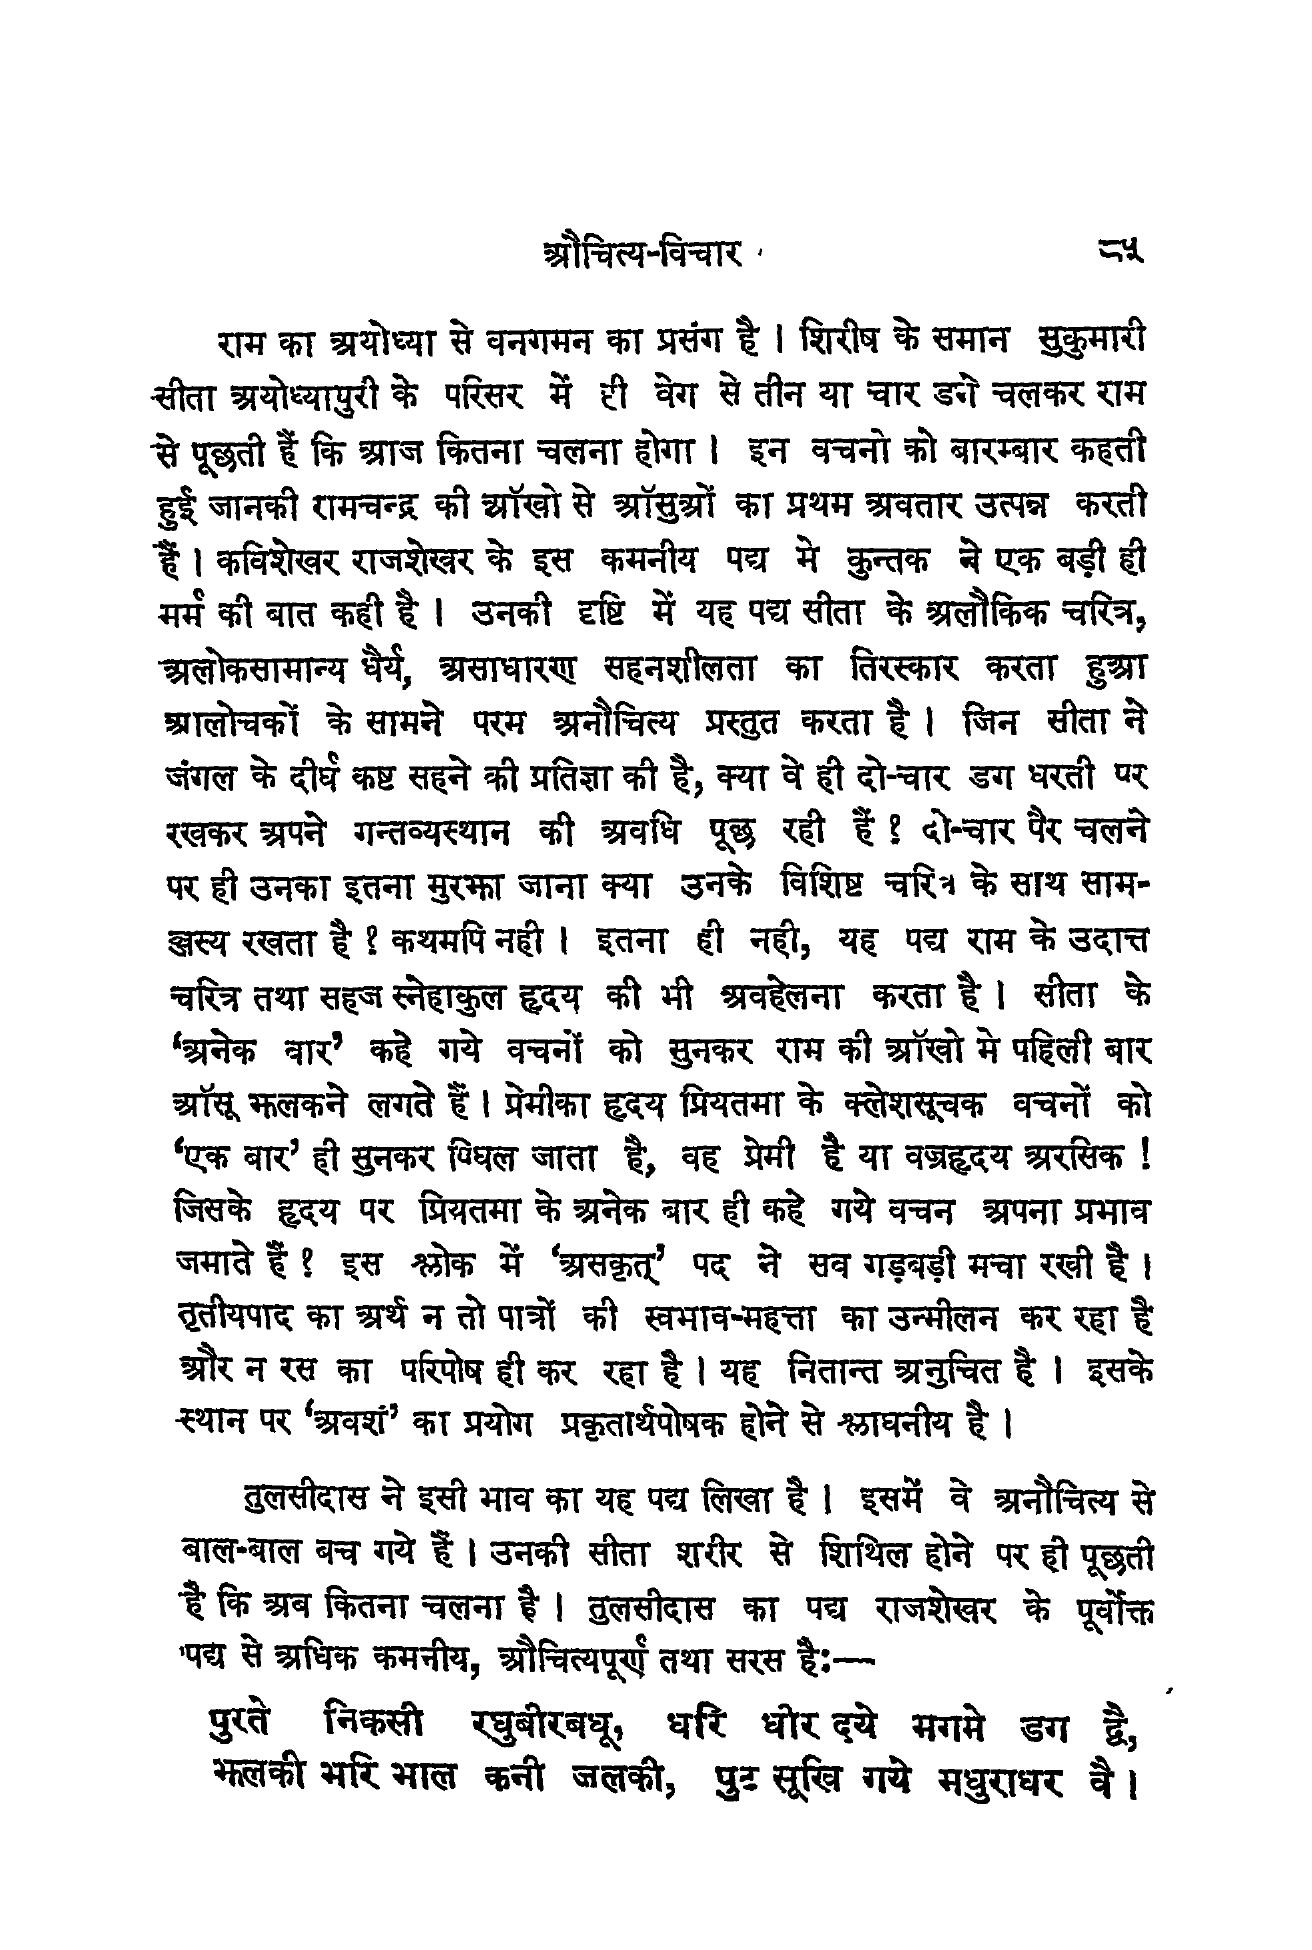 औचित्य-विचार ८५
राम का अयोध्या से वनगमन का प्रसंग है । शिरीष के समान सुकुमारी
सीता अयोध्यापुरी के परिसर में ही वेग से तीन या चार डगे चलकर राम
से पूछती हैं कि आज कितना चलना होगा । इन वचनो को बारम्बार कहती
हुई जानकी रामचन्द्र की आँखो से आँसुओं का प्रथम अवतार उत्पन्न करती
हैं । कविशेखर राजशेखर के इस कमनीय पद्य मे कुन्तक ने एक बड़ी ही
मर्म की बात कही है । उनकी दृष्टि में यह पद्य सीता के अलौकिक चरित्र,
अलोकसामान्य धैर्य, असाधारण सहनशीलता का तिरस्कार करता हुआ
आलोचकों के सामने परम अनौचित्य प्रस्तुत करता है । जिन सीता ने
जंगल के दीर्घ कष्ट सहने की प्रतिज्ञा की है, क्या वे ही दो-चार डग धरती पर
रखकर अपने गन्तव्यस्थान की अवधि पूछ रही हैं ? दो-चार पैर चलने
पर ही उनका इतना मुरझा जाना क्या उनके विशिष्ट चरित्र के साथ साम-
ञ्जस्य रखता है ? कथमपि नही । इतना ही नही, यह पद्य राम के उदात्त
चरित्र तथा सहज स्नेहाकुल हृदय की भी अवहेलना करता है । सीता के
‘अनेक वार’ कहे गये वचनों को सुनकर राम की आँखो मे पहिली बार
आँसू झलकने लगते हैं । प्रेमीका हृदय प्रियतमा के क्लेशसूचक वचनों को
‘एक बार’ ही सुनकर पिघल जाता है, वह प्रेमी है या वज्रहृदय अरसिक !
जिसके हृदय पर प्रियतमा के अनेक बार ही कहे गये वचन अपना प्रभाव
जमाते हैं ? इस श्लोक में ‘असकृत्’ पद ने सव गड़बड़ी मचा रखी है ।
तृतीयपाद का अर्थ न तो पात्रों की स्वभाव-महत्ता का उन्मीलन कर रहा है
और न रस का परिपोष ही कर रहा है । यह नितान्त अनुचित है । इसके
स्थान पर ‘अवशं’ का प्रयोग प्रकृतार्थपोषक होने से श्लाघनीय है ।
तुलसीदास ने इसी भाव का यह पद्य लिखा है । इसमें वे अनौचित्य से
बाल-बाल बच गये हैं । उनकी सीता शरीर से शिथिल होने पर ही पूछती
है कि अब कितना चलना है । तुलसीदास का पद्य राजशेखर के पूर्वोक्त
पद्य से अधिक कमनीय, औचित्यपूर्ण तथा सरस है:—
पुरते निकसी रघुबीरबधू, धरि धीर दये मगमे डग द्वै,
झलकी भरि भाल कनी जलकी, पुट सूखि गये मधुराधर वै ।